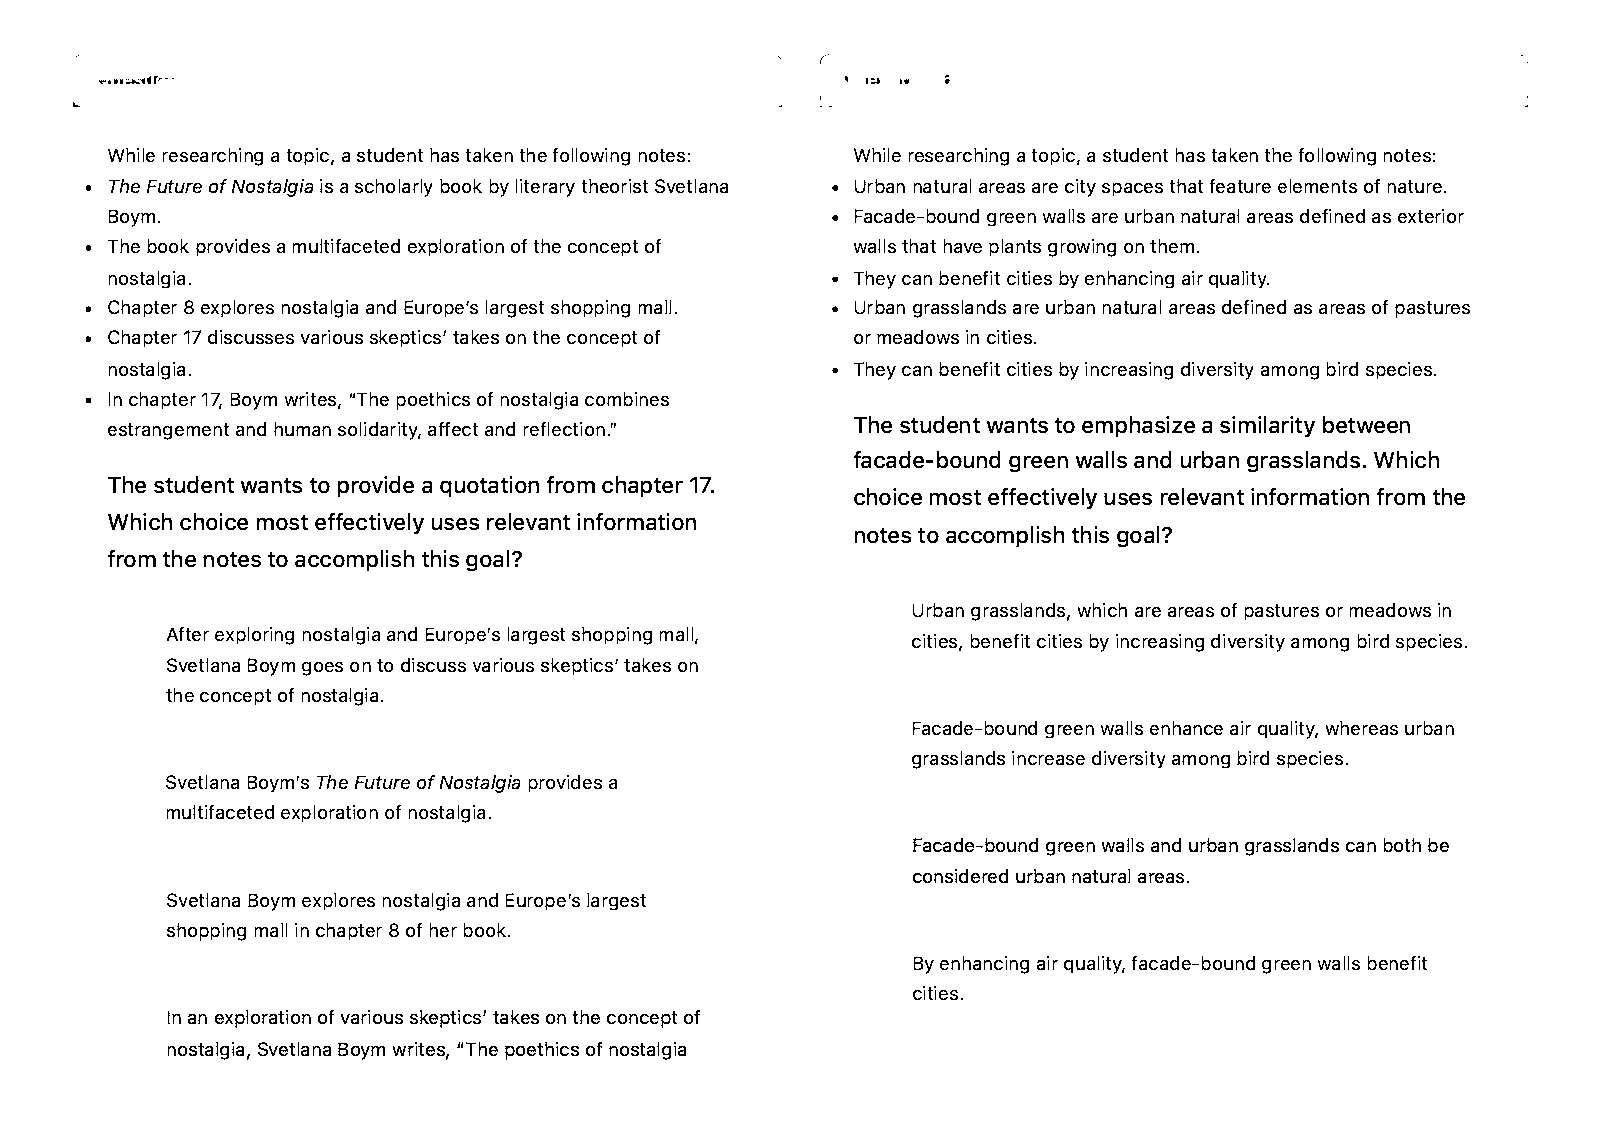 While researching a topic, a student has taken the following notes:
• The Future of Nostalgia is a scholarly book by literary theorist Svetlana
Boym.
• The book provides a multifaceted exploration of the concept of
nostalgia.
• Chapter 8 explores nostalgia and Europe’s largest shopping mall.
• Chapter 17 discusses various skeptics’ takes on the concept of
nostalgia.
• In chapter 17, Boym writes, “The poethics of nostalgia combines
estrangement and human solidarity, affect and reflection.”
The student wants to provide a quotation from chapter 17.
Which choice most effectively uses relevant information
from the notes to accomplish this goal?
After exploring nostalgia and Europe’s largest shopping mall,
Svetlana Boym goes on to discuss various skeptics’ takes on
the concept of nostalgia.
Svetlana Boym’s The Future of Nostalgia provides a
multifaceted exploration of nostalgia.
Svetlana Boym explores nostalgia and Europe’s largest
shopping mall in chapter 8 of her book.
In an exploration of various skeptics’ takes on the concept of
nostalgia, Svetlana Boym writes, “The poethics of nostalgia
While researching a topic, a student has taken the following notes:
• Urban natural areas are city spaces that feature elements of nature.
• Facade-bound green walls are urban natural areas defined as exterior
walls that have plants growing on them.
• They can benefit cities by enhancing air quality.
• Urban grasslands are urban natural areas defined as areas of pastures
or meadows in cities.
• They can benefit cities by increasing diversity among bird species.
The student wants to emphasize a similarity between
facade-bound green walls and urban grasslands. Which
choice most effectively uses relevant information from the
notes to accomplish this goal?
Urban grasslands, which are areas of pastures or meadows in
cities, benefit cities by increasing diversity among bird species.
Facade-bound green walls enhance air quality, whereas urban
grasslands increase diversity among bird species.
Facade-bound green walls and urban grasslands can both be
considered urban natural areas.
By enhancing air quality, facade-bound green walls benefit
cities.